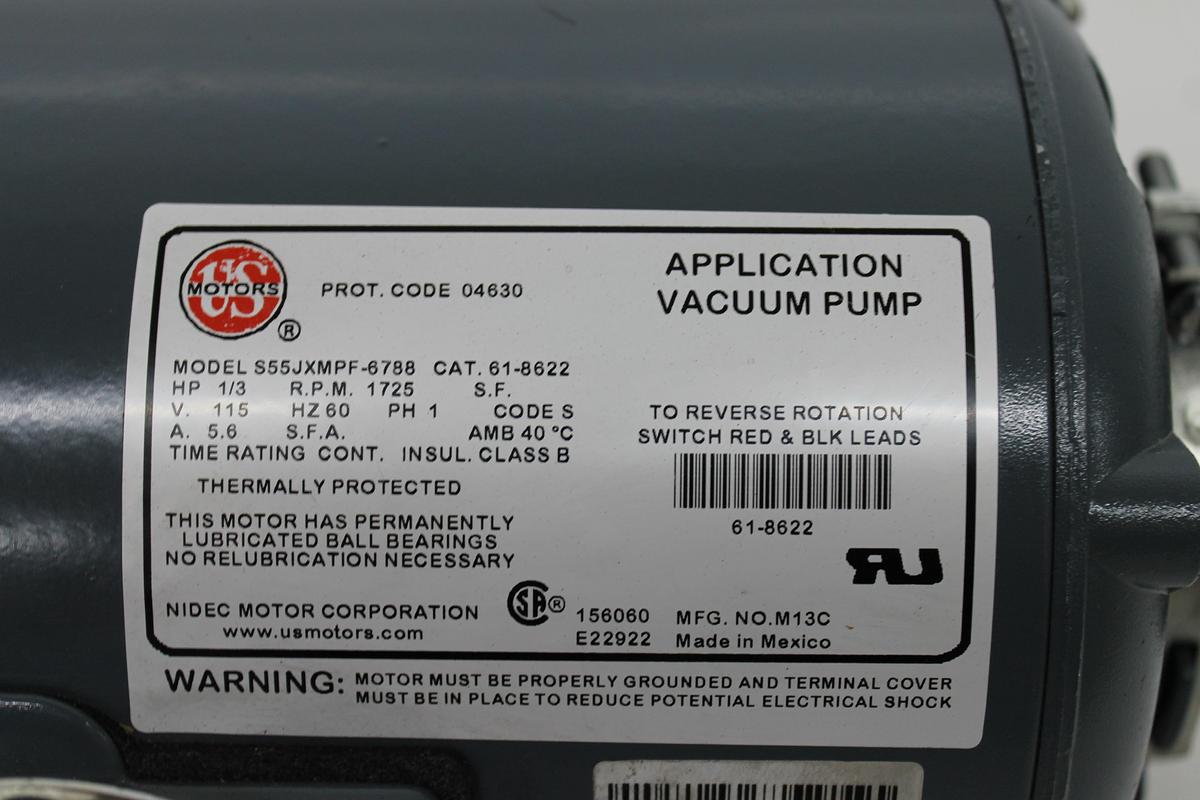 US
MOTORS
®
PROT. CODE 04630
APPLICATION
VACUUM PUMP
MODEL S55JXMPF-6788 CAT. 61-8622
HP 1/3 R.P.M. 1725 S.F.
V. 115 HZ 60 PH 1 CODE S
A. 5.6 S.F.A. AMB 40 °C
TIME RATING CONT. INSUL. CLASS B
THERMALLY PROTECTED
THIS MOTOR HAS PERMANENTLY
LUBRICATED BALL BEARINGS
NO RELUBRICATION NECESSARY
TO REVERSE ROTATION
SWITCH RED & BLK LEADS
61-8622
RU
NIDEC MOTOR CORPORATION
www.usmotors.com
SA ®
156060 MFG. NO.M13C
E22922 Made in Mexico
WARNING: MOTOR MUST BE PROPERLY GROUNDED AND TERMINAL COVER
MUST BE IN PLACE TO REDUCE POTENTIAL ELECTRICAL SHOCK